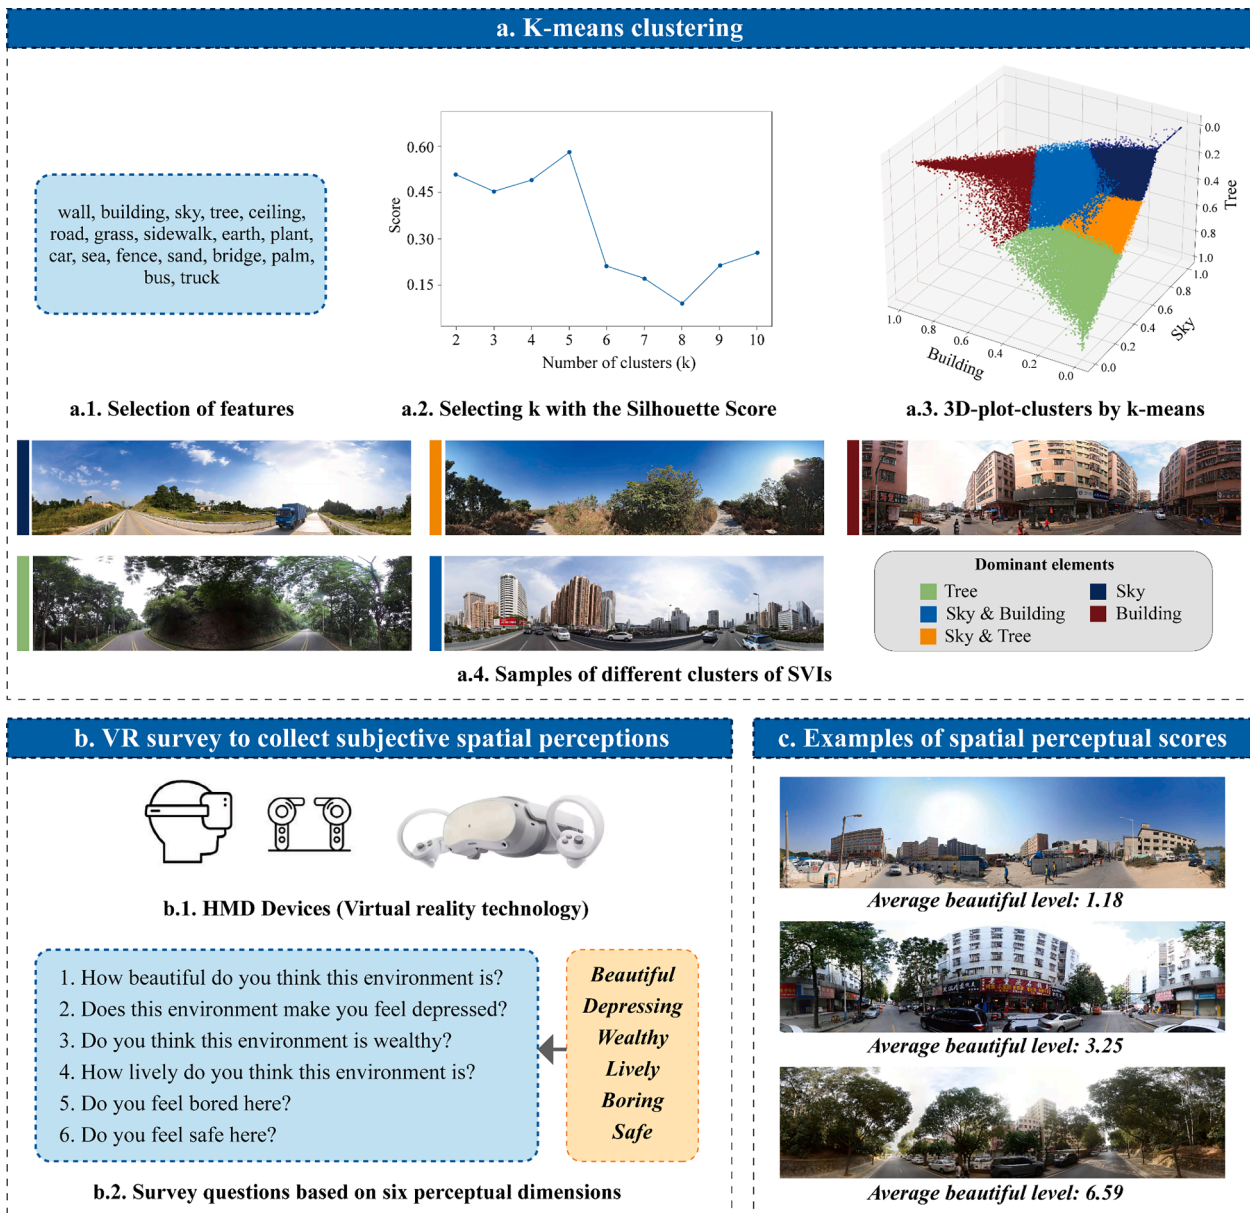 a. K-means clustering
wall, building, sky, tree, ceiling,
road, grass, sidewalk, earth, plant,
car, sea, fence, sand, bridge, palm,
bus, truck
a.1. Selection of features
Score
0.60
0.45
0.30
0.15
2 3 4 5 6 7 8 9 10
Number of clusters (k)
a.2. Selecting k with the Silhouette Score
0.0
0.2
0.4
0.6
0.8
1.0
Tree
1.0
0.8
0.6
0.4
0.2
0.0
Sky
1.0
0.8
0.6
0.4
0.2
0.0
Building
a.3. 3D-plot-clusters by k-means
Dominant elements
Tree
Sky
Sky & Building
Building
Sky & Tree
a.4. Samples of different clusters of SVIs
b. VR survey to collect subjective spatial perceptions
b.1. HMD Devices (Virtual reality technology)
1. How beautiful do you think this environment is?
2. Does this environment make you feel depressed?
3. Do you think this environment is wealthy?
4. How lively do you think this environment is?
5. Do you feel bored here?
6. Do you feel safe here?
Beautiful
Depressing
Wealthy
Lively
Boring
Safe
b.2. Survey questions based on six perceptual dimensions
c. Examples of spatial perceptual scores
Average beautiful level: 1.18
Average beautiful level: 3.25
Average beautiful level: 6.59